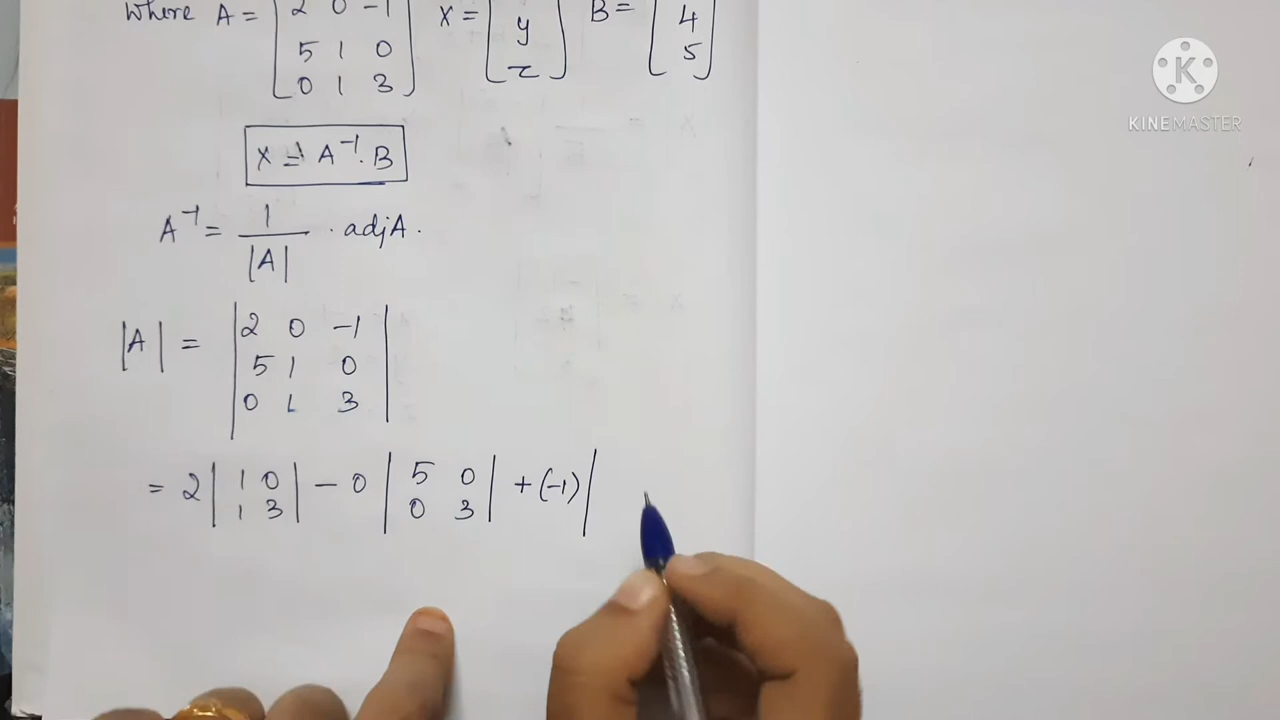 Where A = [2 0 -1 X = [ B = [
5 1 0 y 4
0 1 3] z] 5]
X = A⁻¹. B
A⁻¹ = 1/|A| . adjA.
|A| = |2 0 -1
5 1 0
0 1 3|
= 2 |1 0 - 0 |5 0 + (-1) |
1 3| 0 3|
K
KINEMASTER